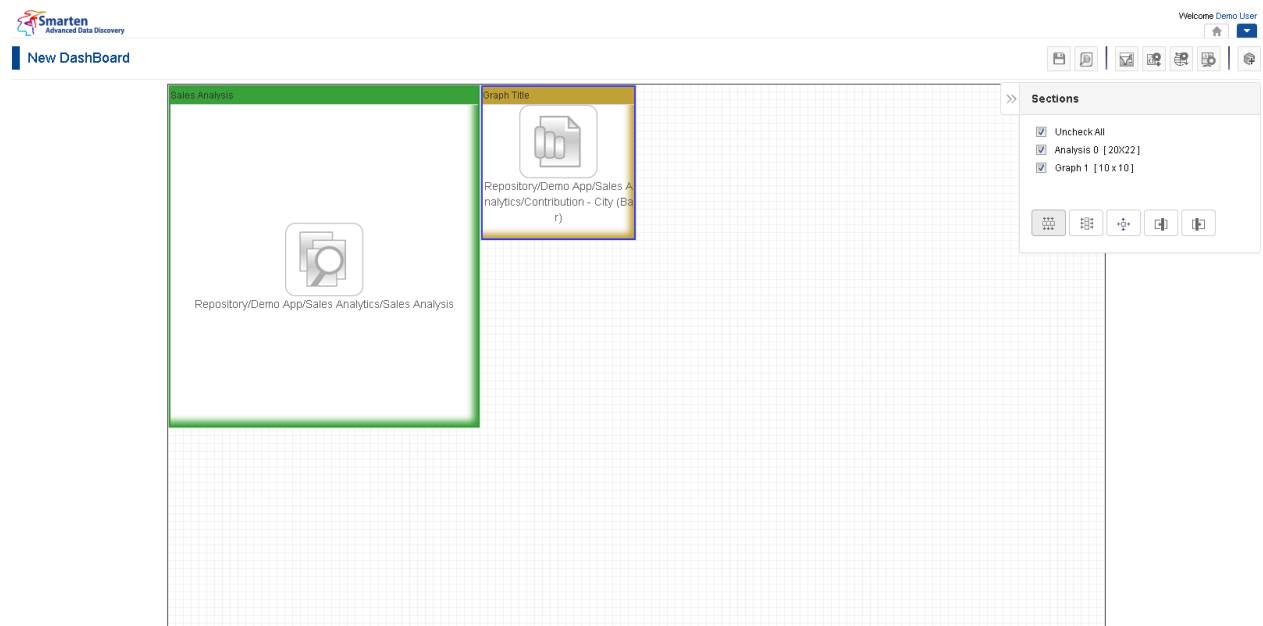 Smarten
Advanced Data Discovery
Welcome Demo User
New DashBoard
Sales Analysis
Graph Title
Repository/Demo App/Sales A
nalytics/Contribution - City (Ba
r)
Repository/Demo App/Sales Analytics/Sales Analysis
Sections
Uncheck All
Analysis 0 [ 20X22 ]
Graph 1 [ 10 x 10 ]